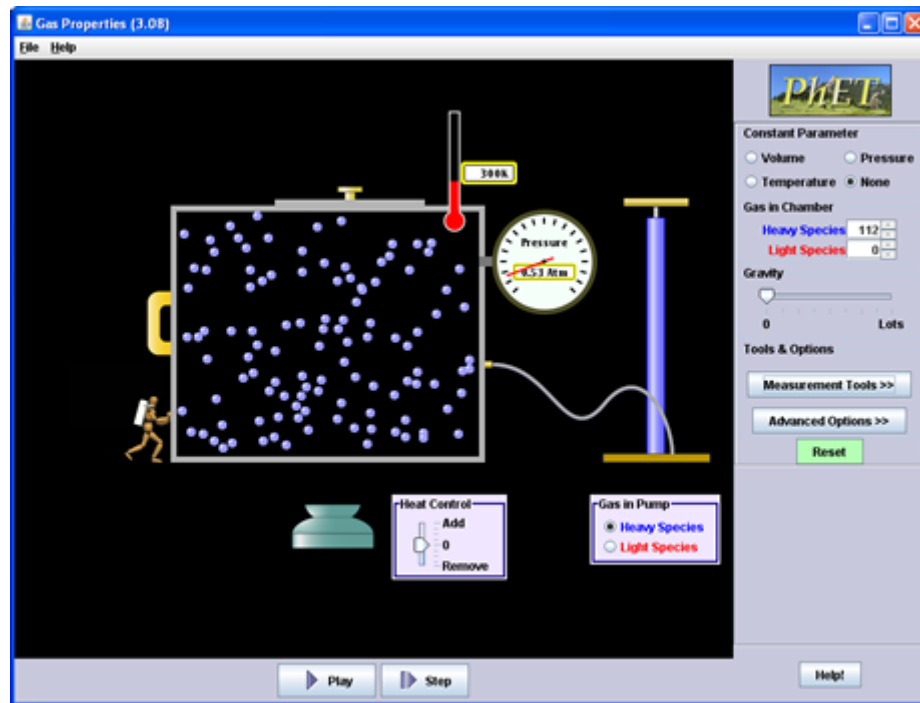 Gas Properties (3.08)
File Help
PhET
Constant Parameter
Volume Pressure
Temperature None
Gas in Chamber
Heavy Species 112
Light Species 0
Gravity
0 Lots
Tools & Options
Measurement Tools >>
Advanced Options >>
Reset
300K
Pressure
0.53 Atm
Heat Control
Add
0
Remove
Gas in Pump
Heavy Species
Light Species
Play Step
Help!